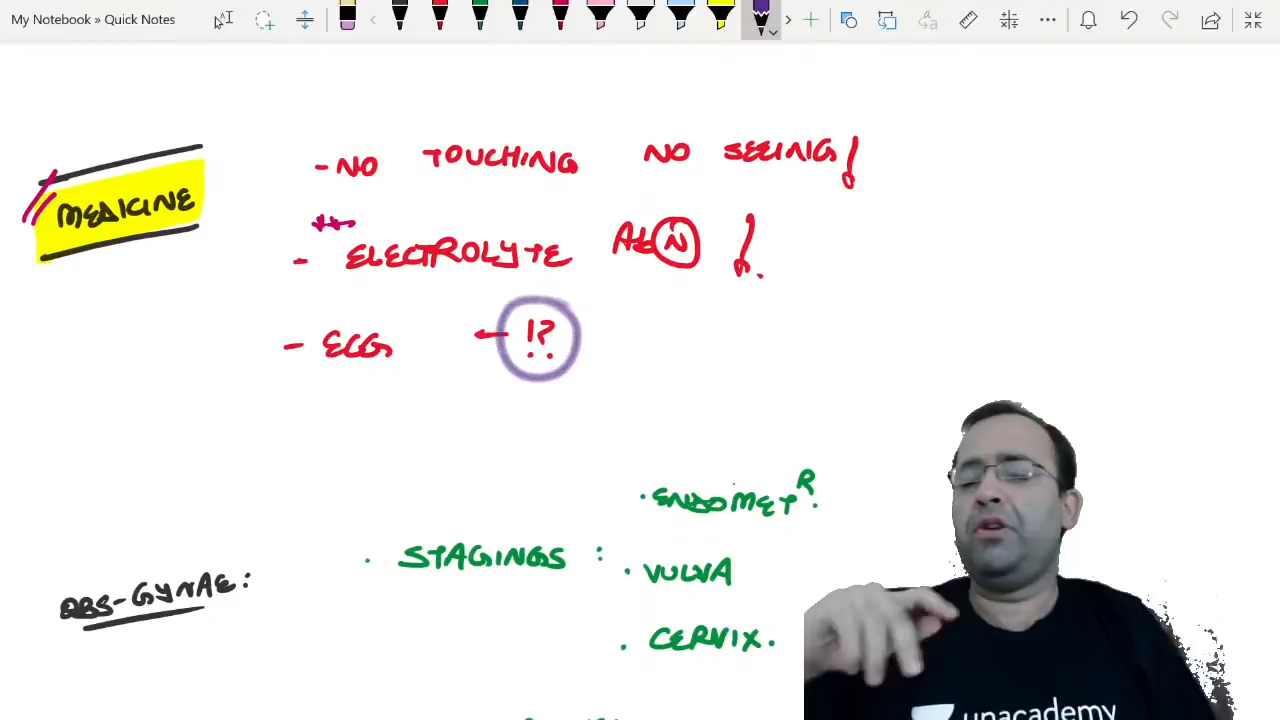 My Notebook » Quick Notes
- NO TOUCHING NO SEEING!
MEDICINE
** - ELECTROLYTE AbN !
- ECG ← !?
. ENDOMETR.
. STAGINGS :
. VULVA
OBS-GYNAE:
. CERVIX.
unacademy